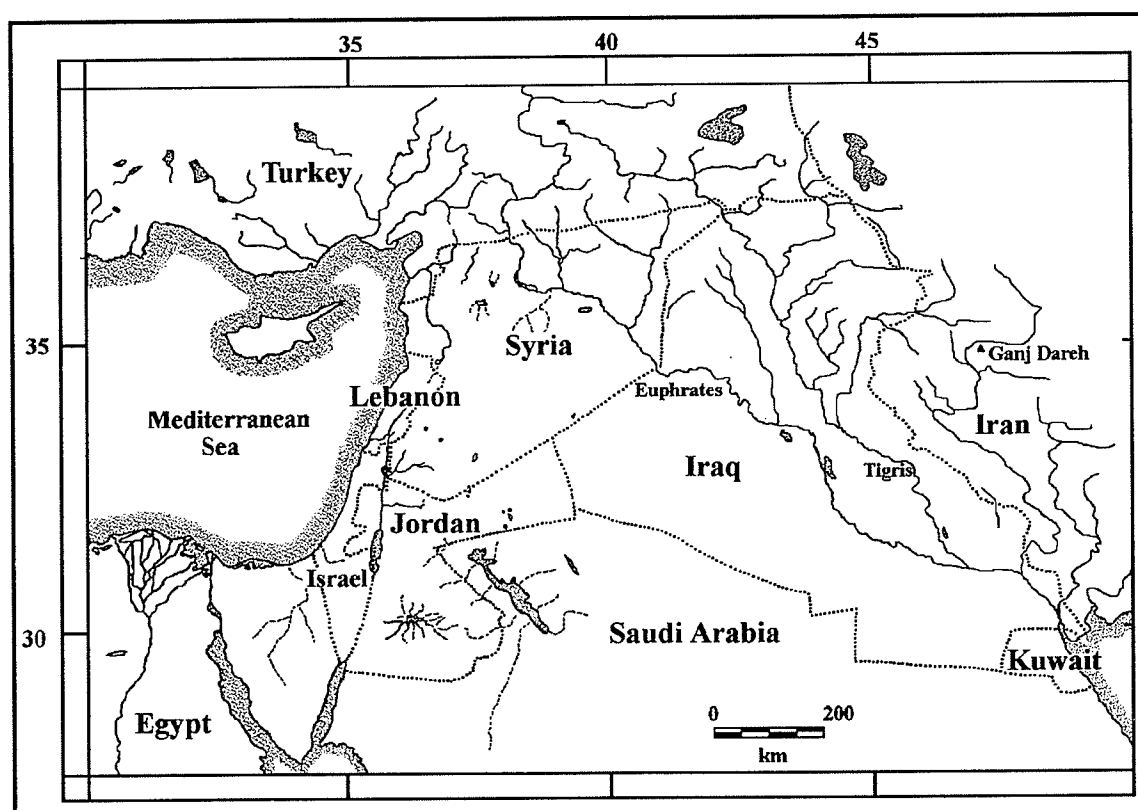 35
40
45
Turkey
35
Syria
Ganj Dareh
Lebanon
Euphrates
Mediterranean
Sea
Iran
Iraq
Tigris
Jordan
Israel
30
Saudi Arabia
Kuwait
Egypt
0 200
km